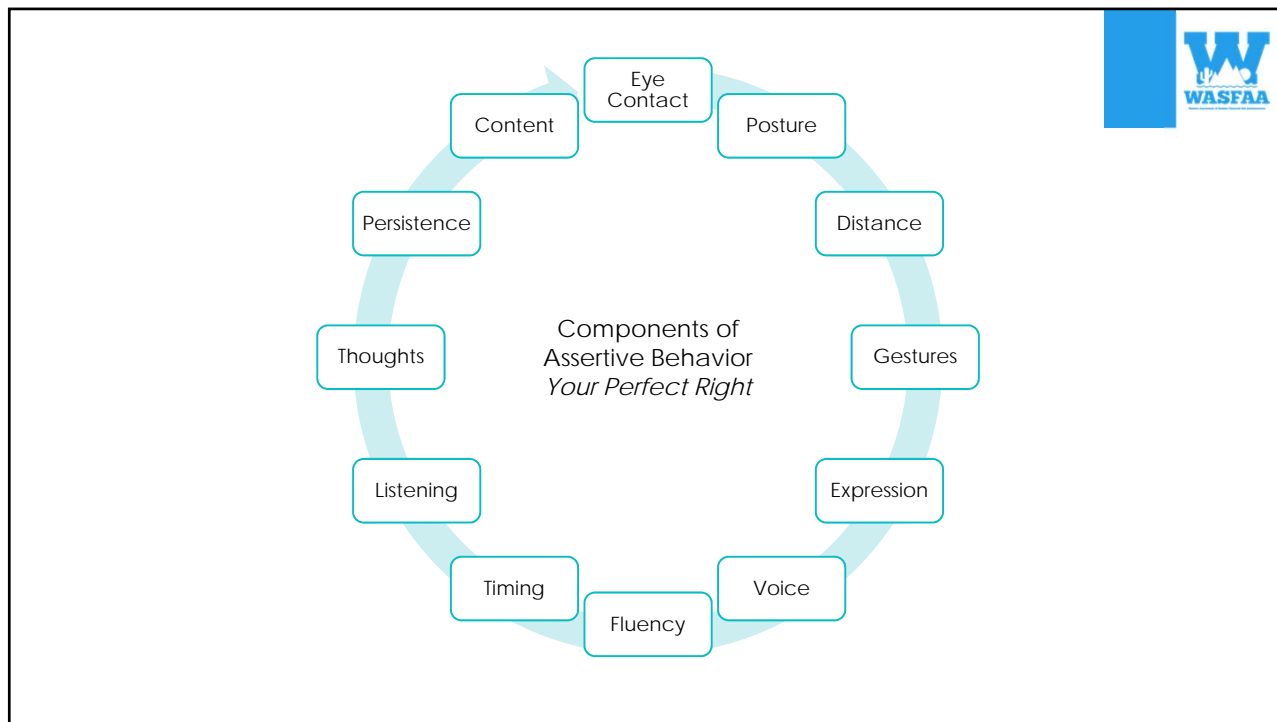 Eye
Contact
Posture
Distance
Gestures
Expression
Voice
Fluency
Timing
Listening
Thoughts
Persistence
Content
Components of
Assertive Behavior
Your Perfect Right
WASFAA